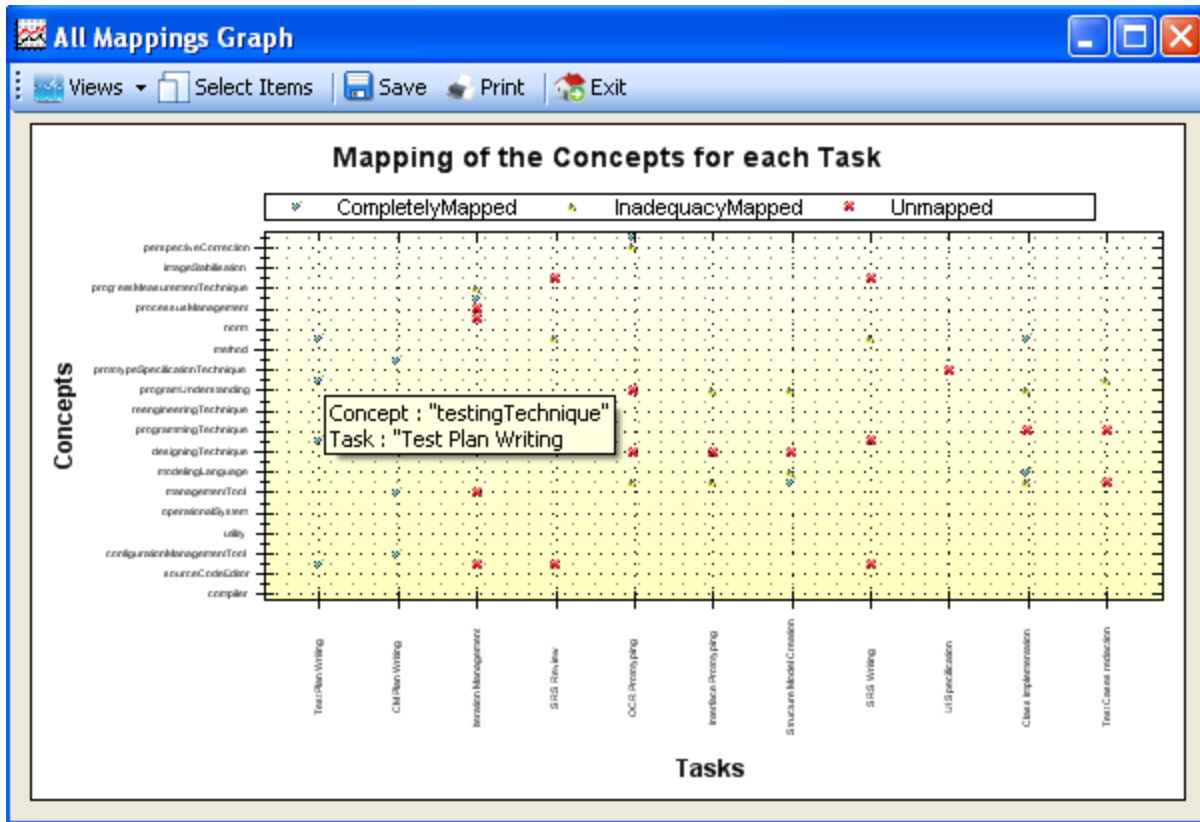 All Mappings Graph
Views Select Items Save Print Exit
Mapping of the Concepts for each Task
CompletelyMapped InadequacyMapped Unmapped
Concepts
perspectiveCorrection
imageStabilisation
progressMeasurementTechnique
processusManagement
norm
method
prototypeSpecificationTechnique
programUnderstanding
reengineeringTechnique
programmingTechnique
designingTechnique
modelingLanguage
managementTool
operationalSystem
utility
configurationManagementTool
sourceCodeEditor
compiler
Concept : "testingTechnique"
Task : "Test Plan Writing
Test Plan Writing
CM Plan Writing
Iteration Management
SRS Review
OCR Prototyping
Interface Prototyping
Structure Model Creation
SRS Writing
UI Specification
Class Implementation
Test Cases redaction
Tasks